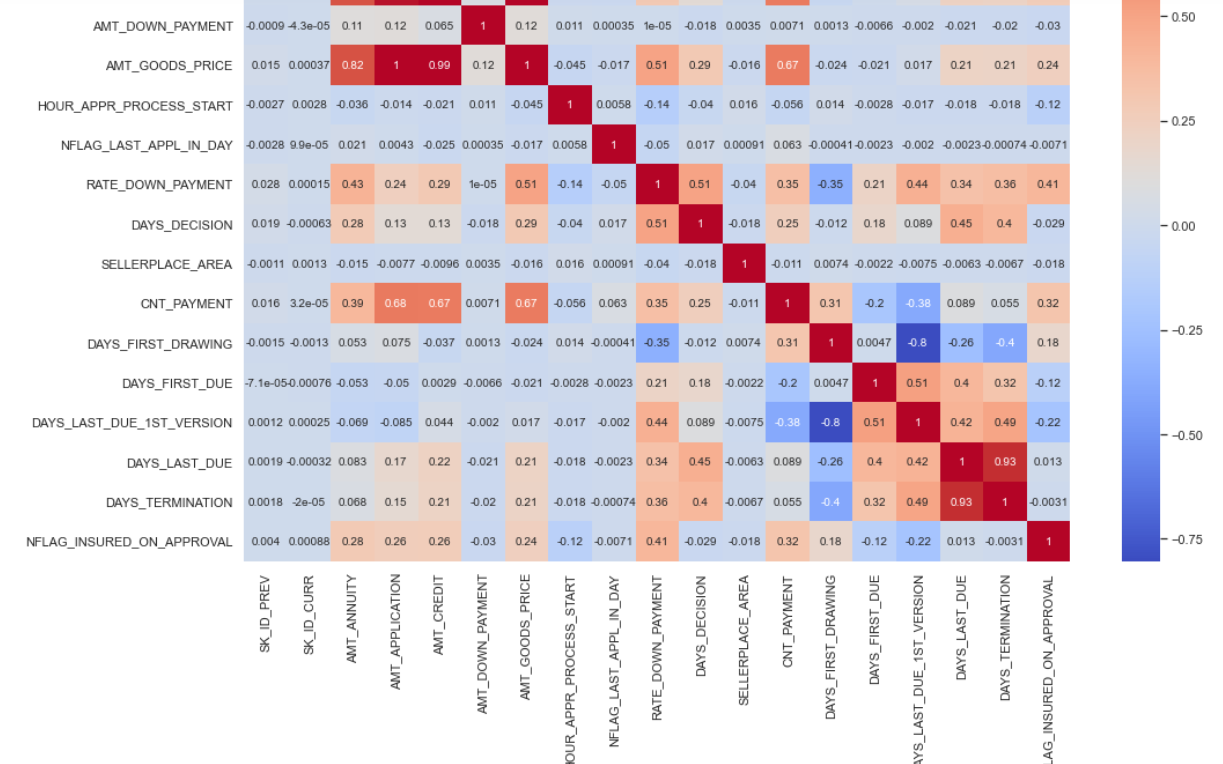 AMT_DOWN_PAYMENT -0.0009 -4.3e-05 0.11 0.12 0.065 1 0.12 0.011 0.00035 1e-05 -0.018 0.0035 0.0071 0.0013 -0.0066 -0.002 -0.021 -0.02 -0.03
0.50
AMT_GOODS_PRICE 0.015 0.00037 0.82 1 0.99 0.12 1 -0.045 -0.017 0.51 0.29 -0.016 0.67 -0.024 -0.021 0.017 0.21 0.21 0.24
HOUR_APPR_PROCESS_START -0.0027 0.0028 -0.036 -0.014 -0.021 0.011 -0.045 1 0.0058 -0.14 -0.04 0.016 -0.056 0.014 -0.0028 -0.017 -0.018 -0.018 -0.12
0.25
NFLAG_LAST_APPL_IN_DAY -0.0028 9.9e-05 0.021 0.0043 -0.025 0.00035 -0.017 0.0058 1 -0.05 0.017 0.00091 0.063 -0.00041 -0.0023 -0.002 -0.0023 -0.00074 -0.0071
RATE_DOWN_PAYMENT 0.028 0.00015 0.43 0.24 0.29 1e-05 0.51 -0.14 -0.05 1 0.51 -0.04 0.35 -0.35 0.21 0.44 0.34 0.36 0.41
DAYS_DECISION 0.019 -0.00063 0.28 0.13 0.13 -0.018 0.29 -0.04 0.017 0.51 1 -0.018 0.25 -0.012 0.18 0.089 0.45 0.4 -0.029
0.00
SELLERPLACE_AREA -0.0011 0.0013 -0.015 -0.0077 -0.0096 0.0035 -0.016 0.016 0.00091 -0.04 -0.018 1 -0.011 0.0074 -0.0022 -0.0075 -0.0063 -0.0067 -0.018
CNT_PAYMENT 0.016 3.2e-05 0.39 0.68 0.67 0.0071 0.67 -0.056 0.063 0.35 0.25 -0.011 1 0.31 -0.2 -0.38 0.089 0.055 0.32
−0.25
DAYS_FIRST_DRAWING -0.0015 -0.0013 0.053 0.075 -0.037 0.0013 -0.024 0.014 -0.00041 -0.35 -0.012 0.0074 0.31 1 0.0047 -0.8 -0.26 -0.4 0.18
DAYS_FIRST_DUE -7.1e-05 -0.00076 -0.053 -0.05 0.0029 -0.0066 -0.021 -0.0028 -0.0023 0.21 0.18 -0.0022 -0.2 0.0047 1 0.51 0.4 0.32 -0.12
DAYS_LAST_DUE_1ST_VERSION 0.0012 0.00025 -0.069 -0.085 0.044 -0.002 0.017 -0.017 -0.002 0.44 0.089 -0.0075 -0.38 -0.8 0.51 1 0.42 0.49 -0.22
−0.50
DAYS_LAST_DUE 0.0019 -0.00032 0.083 0.17 0.22 -0.021 0.21 -0.018 -0.0023 0.34 0.45 -0.0063 0.089 -0.26 0.4 0.42 1 0.93 0.013
DAYS_TERMINATION 0.0018 -2e-05 0.068 0.15 0.21 -0.02 0.21 -0.018 -0.00074 0.36 0.4 -0.0067 0.055 -0.4 0.32 0.49 0.93 1 -0.0031
NFLAG_INSURED_ON_APPROVAL 0.004 0.00088 0.28 0.26 0.26 -0.03 0.24 -0.12 -0.0071 0.41 -0.029 -0.018 0.32 0.18 -0.12 -0.22 0.013 -0.0031 1
−0.75
SK_ID_PREV
SK_ID_CURR
AMT_ANNUITY
AMT_APPLICATION
AMT_CREDIT
AMT_DOWN_PAYMENT
AMT_GOODS_PRICE
HOUR_APPR_PROCESS_START
NFLAG_LAST_APPL_IN_DAY
RATE_DOWN_PAYMENT
DAYS_DECISION
SELLERPLACE_AREA
CNT_PAYMENT
DAYS_FIRST_DRAWING
DAYS_FIRST_DUE
AYS_LAST_DUE_1ST_VERSION
DAYS_LAST_DUE
DAYS_TERMINATION
LAG_INSURED_ON_APPROVAL